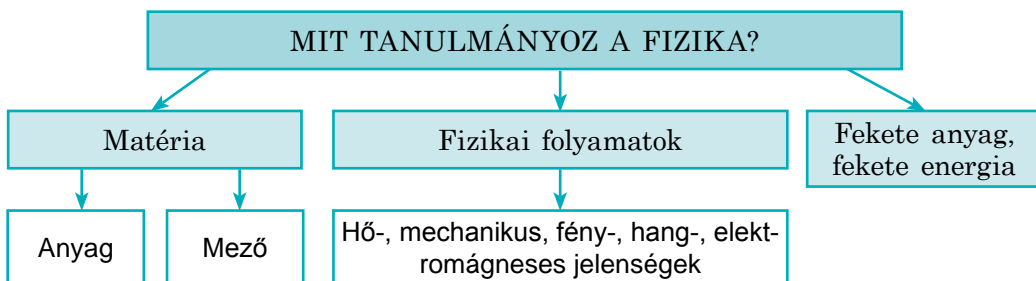 MIT TANULMÁNYOZ A FIZIKA?
Matéria
Fizikai folyamatok
Fekete anyag,
fekete energia
Anyag
Mező
Hő-, mechanikus, fény-, hang-, elekt-
romágneses jelenségek